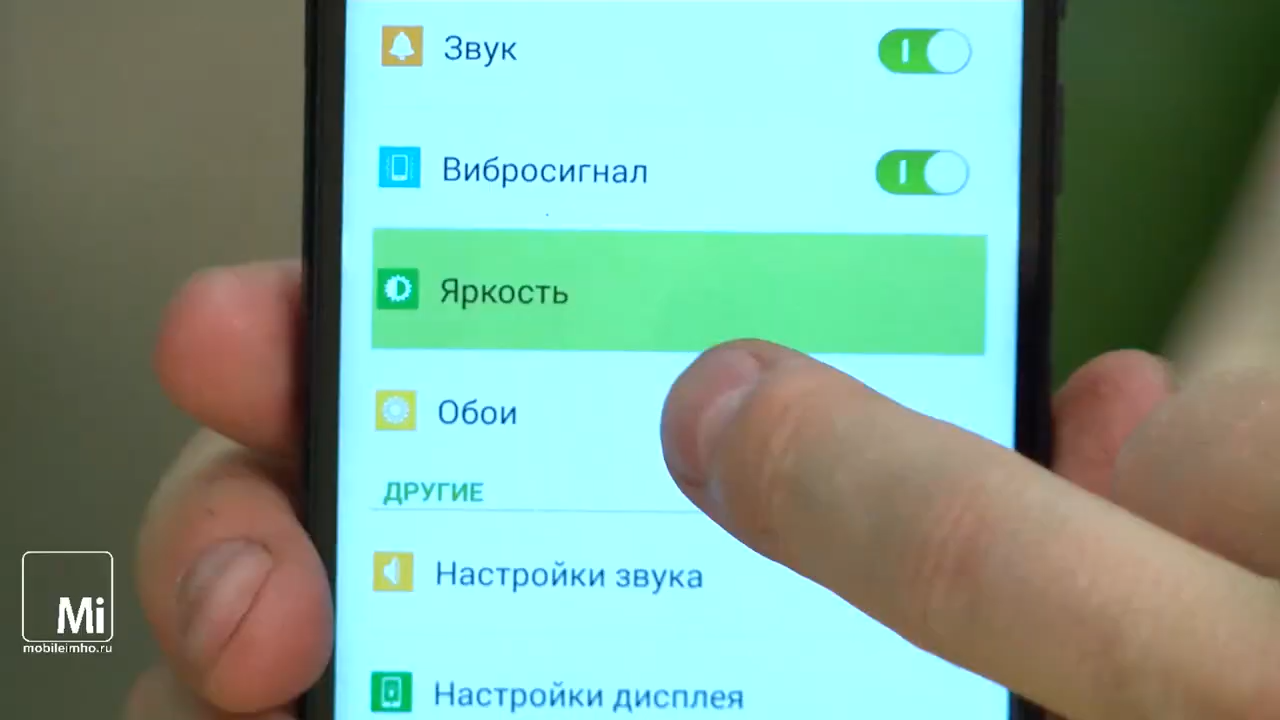 Звук
Вибросигнал
Яркость
Обои
ДРУГИЕ
Настройки звука
Настройки дисплея
Mi
mobileimho.ru